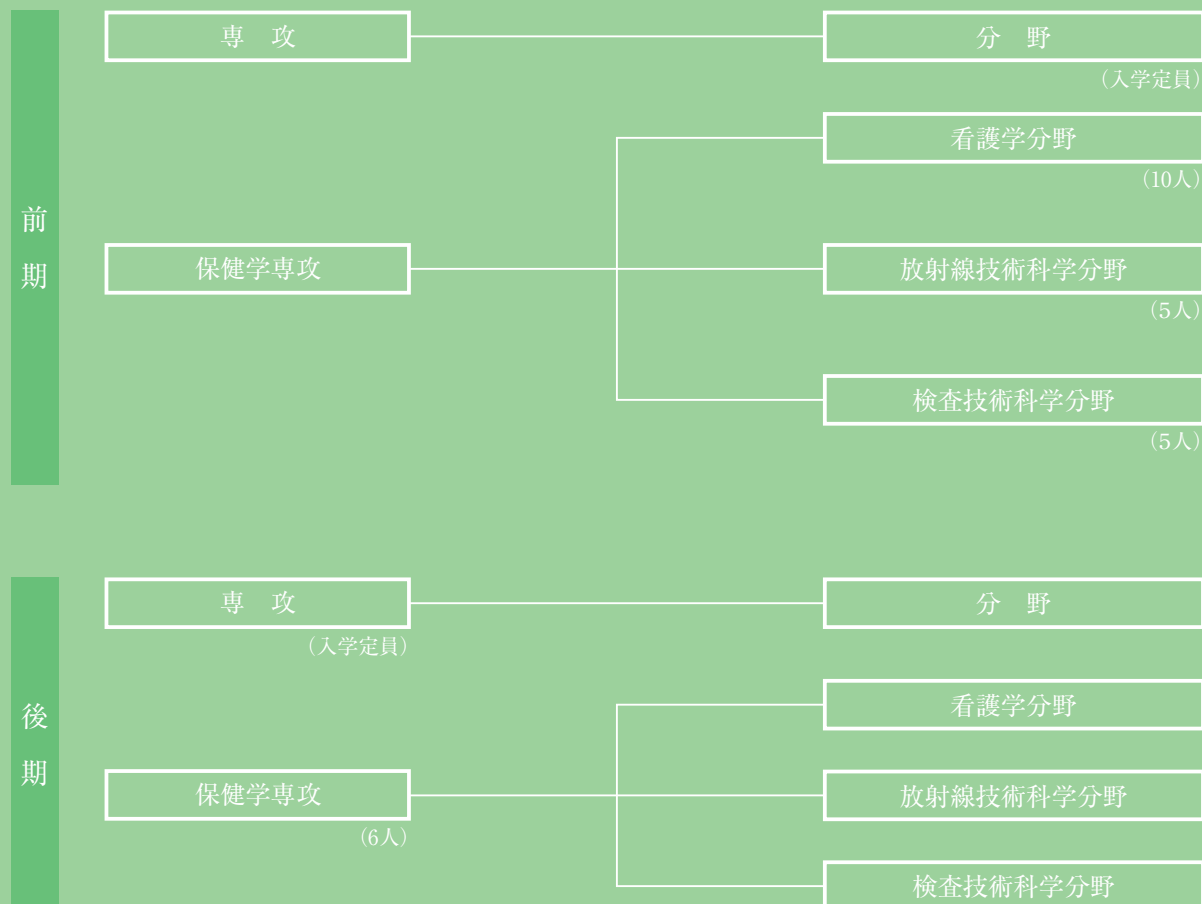 前期
専　攻
分　野
（入学定員）
看護学分野
（10人）
保健学専攻
放射線技術科学分野
（5人）
検査技術科学分野
（5人）
後期
専　攻
分　野
（入学定員）
看護学分野
保健学専攻
放射線技術科学分野
（6人）
検査技術科学分野